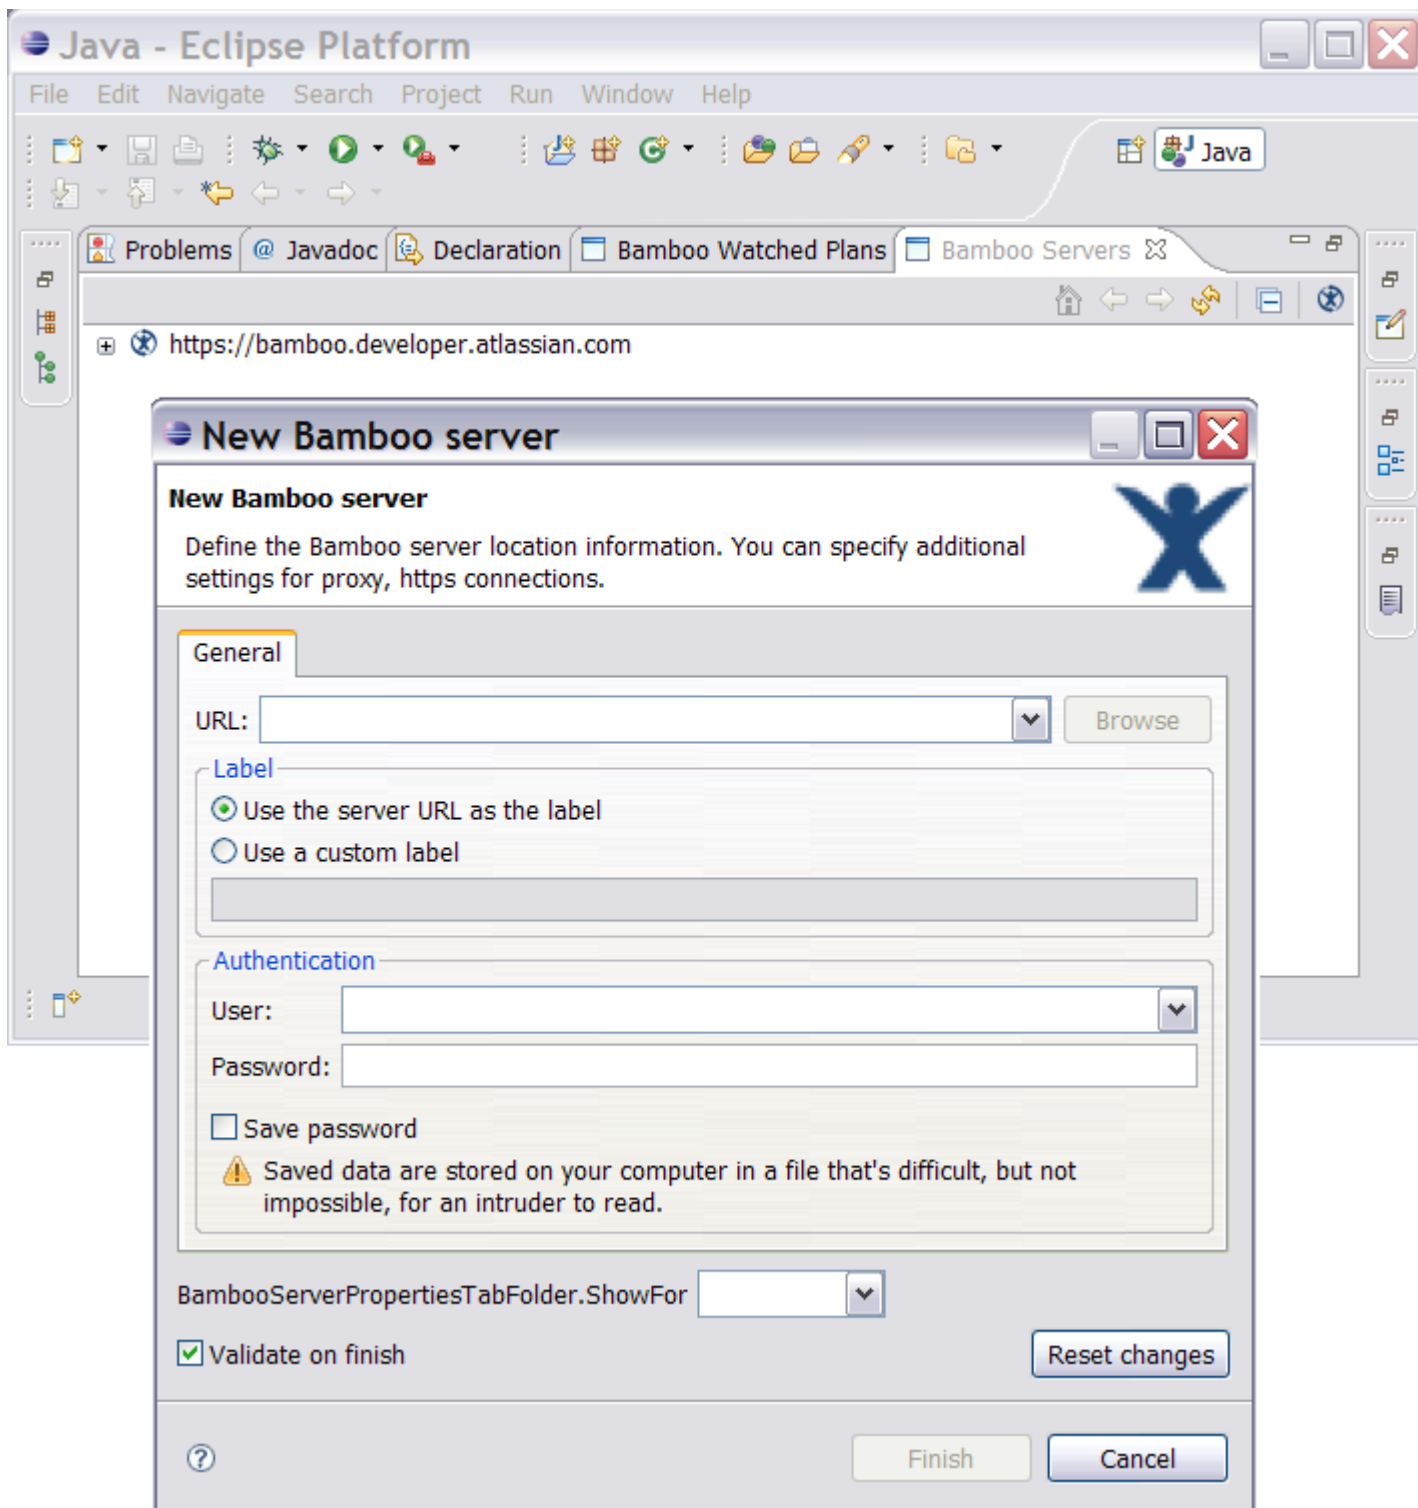 Java - Eclipse Platform
File Edit Navigate Search Project Run Window Help
Java
Problems @ Javadoc Declaration Bamboo Watched Plans Bamboo Servers
https://bamboo.developer.atlassian.com
New Bamboo server
New Bamboo server
Define the Bamboo server location information. You can specify additional
settings for proxy, https connections.
General
URL: Browse
Label
Use the server URL as the label
Use a custom label
Authentication
User:
Password:
Save password
Saved data are stored on your computer in a file that's difficult, but not
impossible, for an intruder to read.
BambooServerPropertiesTabFolder.ShowFor
Validate on finish Reset changes
Finish Cancel